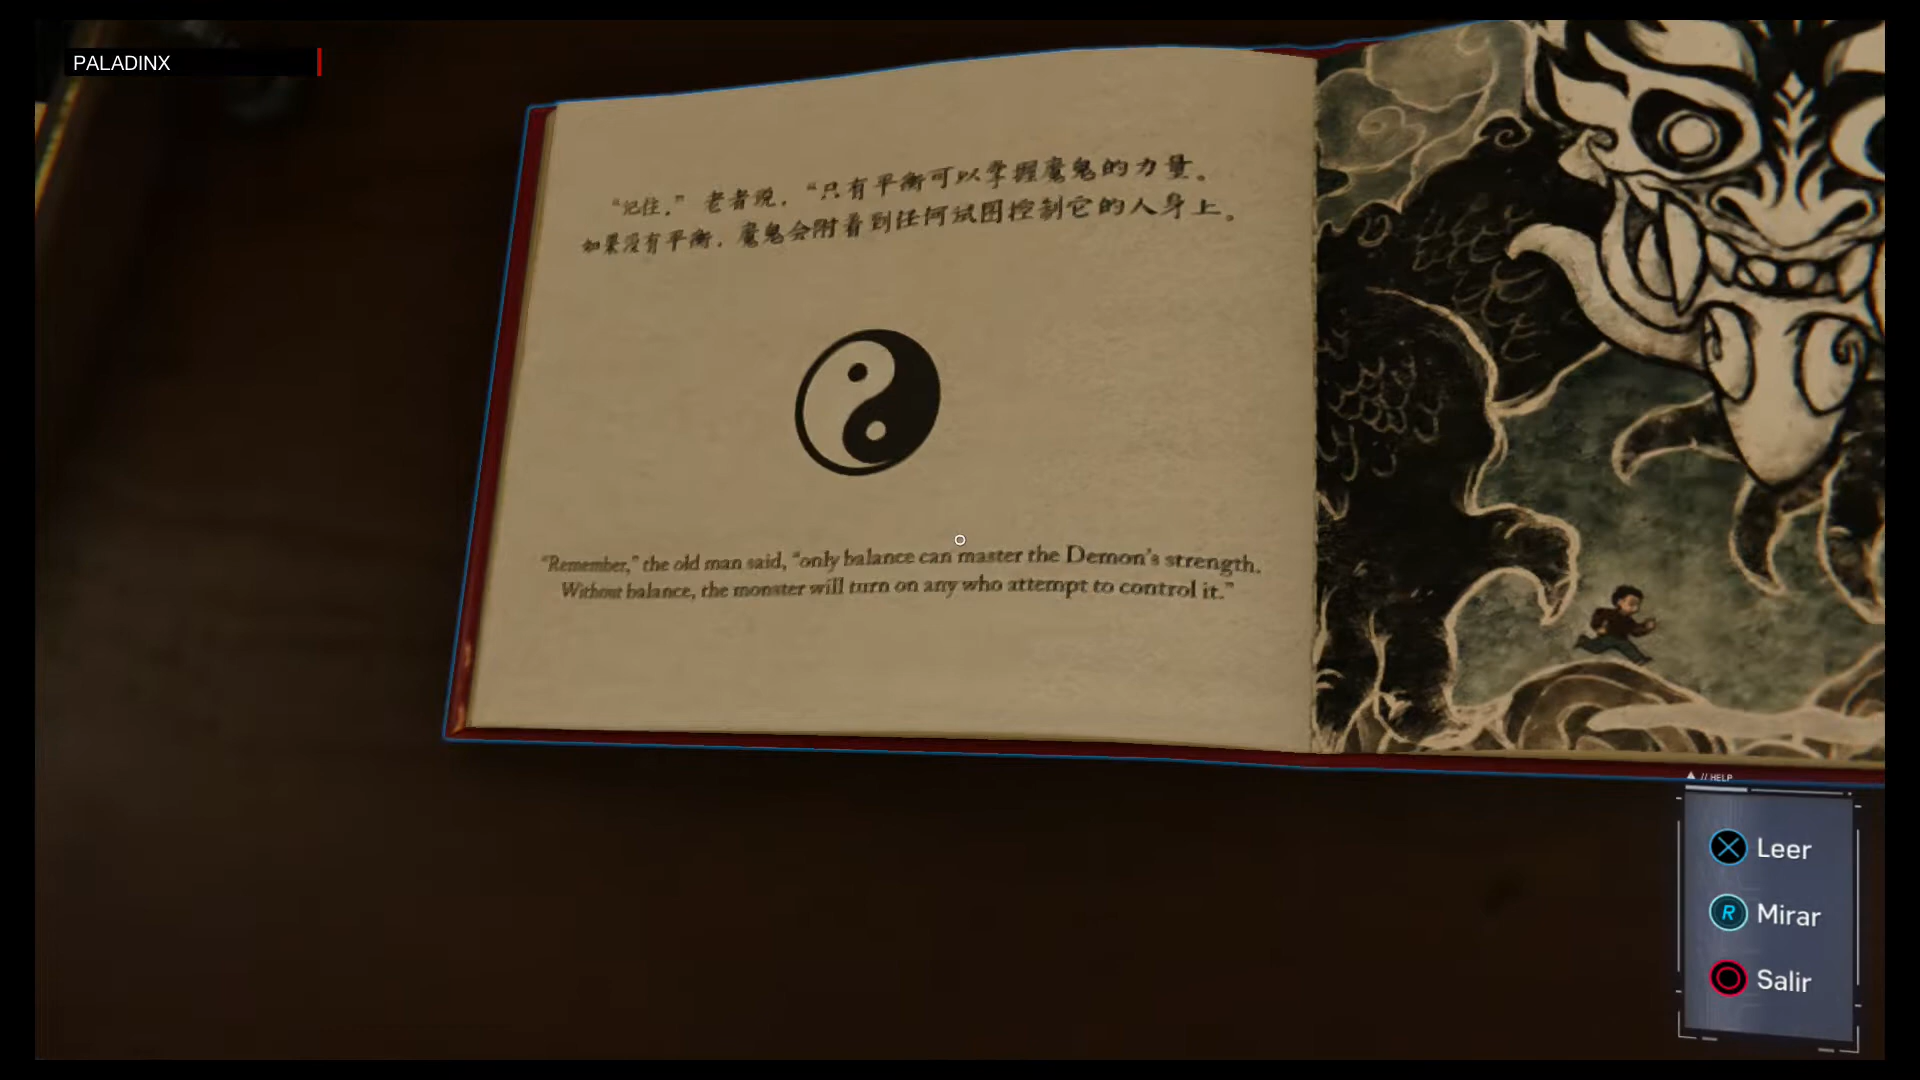 PALADINX
“记住,” 老者说, “只有平衡可以掌握魔鬼的力量。
如果没有平衡, 魔鬼会附着到任何试图控制它的人身上。
“Remember,” the old man said, “only balance can master the Demon’s strength.
Without balance, the monster will turn on any who attempt to control it.”
// HELP
Leer
R Mirar
Salir